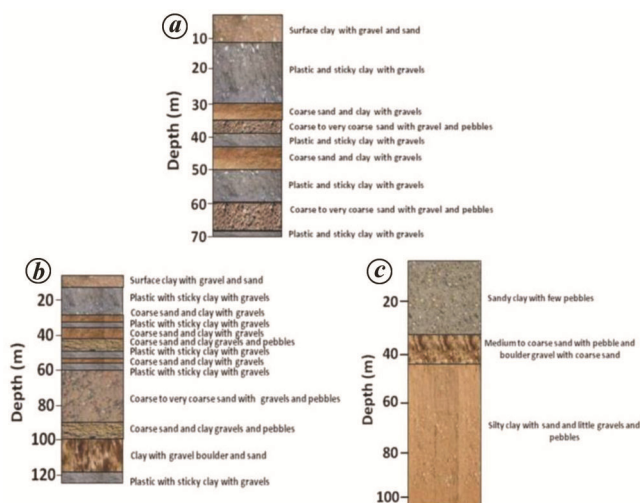 a
Depth (m)
10
20
30
40
50
60
70
Surface clay with gravel and sand
Plastic and sticky clay with gravels
Coarse sand and clay with gravels
Coarse to very coarse sand with gravel and pebbles
Plastic and sticky clay with gravels
Coarse sand and clay with gravels
Plastic and sticky clay with gravels
Coarse to very coarse sand with gravel and pebbles
Plastic and sticky clay with gravels
b
Depth (m)
20
40
60
80
100
120
Surface clay with gravel and sand
Plastic with sticky clay with gravels
Coarse sand and clay with gravels
Plastic with sticky clay with gravels
Coarse sand and clay with gravels
Coarse sand and clay gravels and pebbles
Plastic with sticky clay with gravels
Coarse sand and clay with gravels
Plastic with sticky clay with gravels
Coarse to very coarse sand with gravels and pebbles
Coarse sand and clay gravels and pebbles
Clay with gravel boulder and sand
Plastic with sticky clay with gravels
c
Depth (m)
20
40
60
80
100
Sandy clay with few pebbles
Medium to coarse sand with pebble and
boulder gravel with coarse sand
Silty clay with sand and little gravels and
pebbles